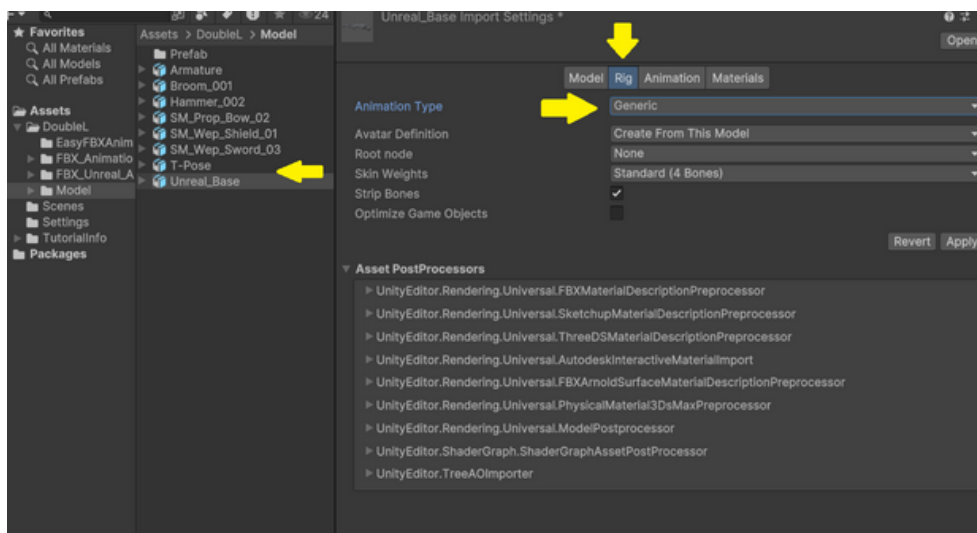 24
Favorites
All Materials
All Models
All Prefabs
Assets
DoubleL
EasyFBXAnim
FBX_Animatio
FBX_Unreal_A
Model
Scenes
Settings
TutorialInfo
Packages
Assets > DoubleL > Model
Prefab
Armature
Broom_001
Hammer_002
SM_Prop_Bow_02
SM_Wep_Shield_01
SM_Wep_Sword_03
T-Pose
Unreal_Base
Unreal_Base Import Settings *
Open
Model Rig Animation Materials
Animation Type Generic
Avatar Definition Create From This Model
Root node None
Skin Weights Standard (4 Bones)
Strip Bones
Optimize Game Objects
Revert Apply
Asset PostProcessors
UnityEditor.Rendering.Universal.FBXMaterialDescriptionPreprocessor
UnityEditor.Rendering.Universal.SketchupMaterialDescriptionPreprocessor
UnityEditor.Rendering.Universal.ThreeDSMaterialDescriptionPreprocessor
UnityEditor.Rendering.Universal.AutodeskInteractiveMaterialImport
UnityEditor.Rendering.Universal.FBXArnoldSurfaceMaterialDescriptionPreprocessor
UnityEditor.Rendering.Universal.PhysicalMaterial3DsMaxPreprocessor
UnityEditor.Rendering.Universal.ModelPostprocessor
UnityEditor.ShaderGraph.ShaderGraphAssetPostProcessor
UnityEditor.TreeAOImporter